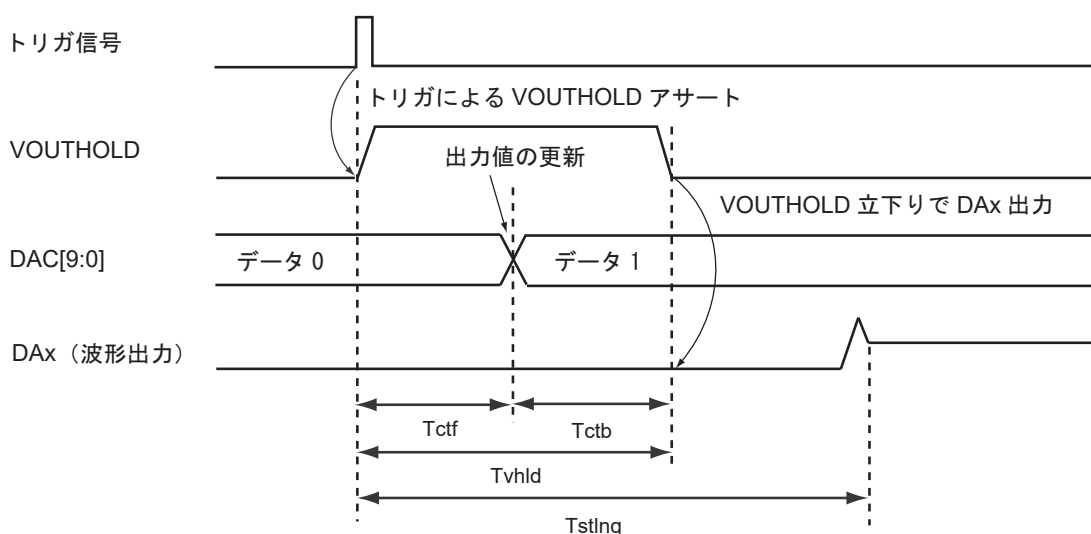 トリガ信号
トリガによる VOUTHOLD アサート
VOUTHOLD
出力値の更新
VOUTHOLD 立下りで DAx 出力
DAC[9:0]
データ 0
データ 1
DAx（波形出力）
Tctf
Tctb
Tvhld
Tstlng